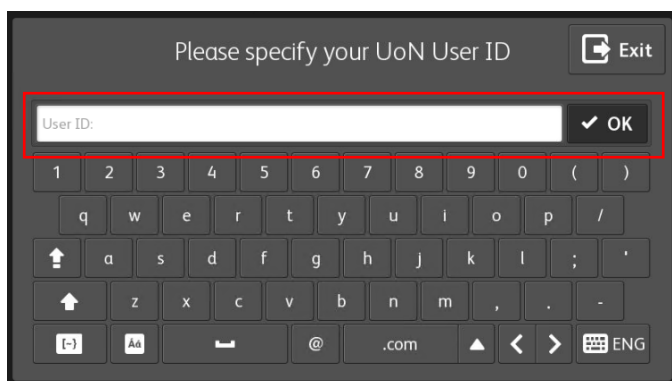 Please specify your UoN User ID
Exit
User ID:
OK
1 2 3 4 5 6 7 8 9 0 ( )
q w e r t y u i o p /
a s d f g h j k l ; '
z x c v b n m , . -
[~} Áá @ .com ENG